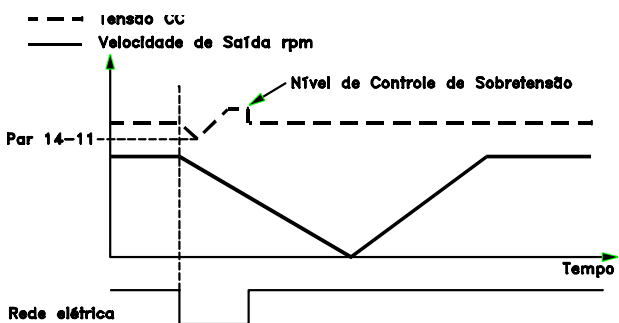 Tensão CC
Velocidade de Saída rpm
Nível de Controle de Sobretensão
Par 14-11
Tempo
Rede elétrica